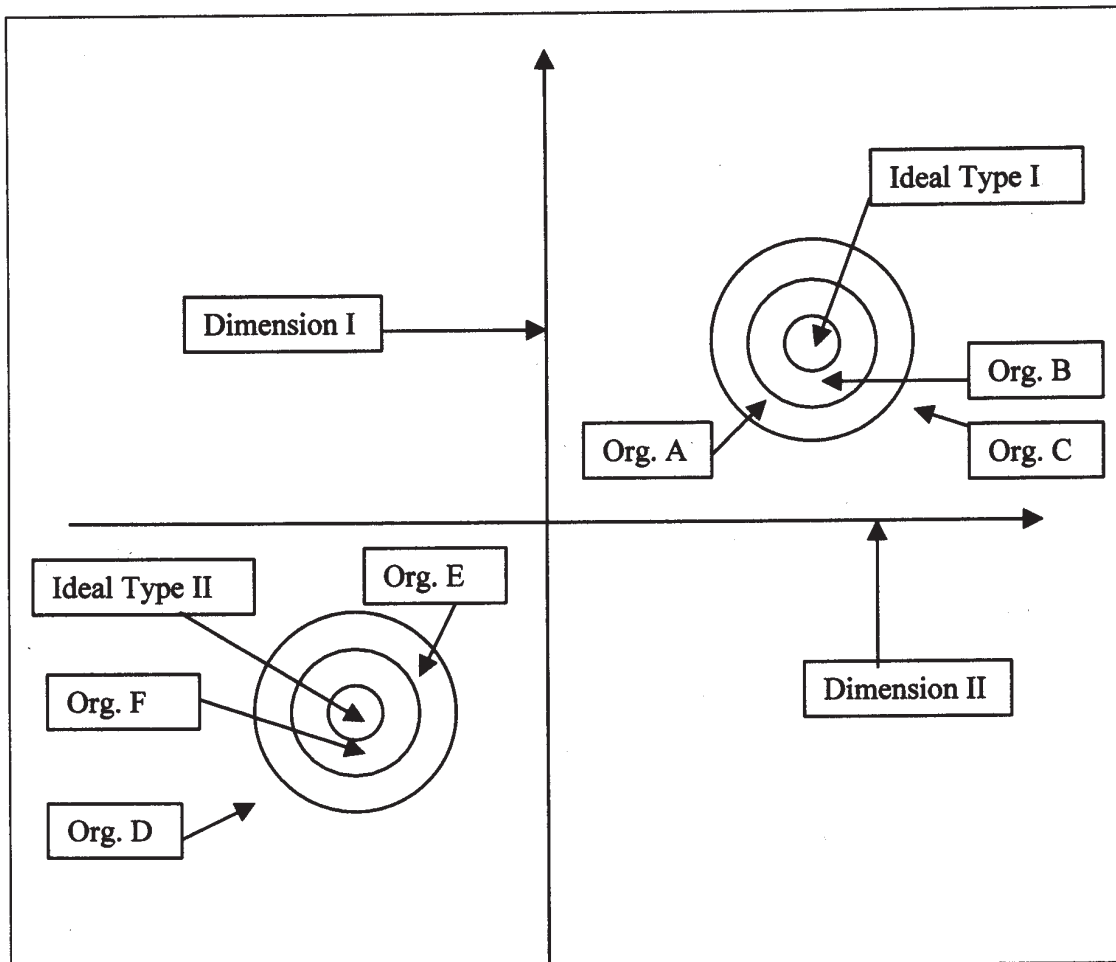 Ideal Type I
Dimension I
Org. B
Org. A
Org. C
Ideal Type II
Org. E
Org. F
Dimension II
Org. D